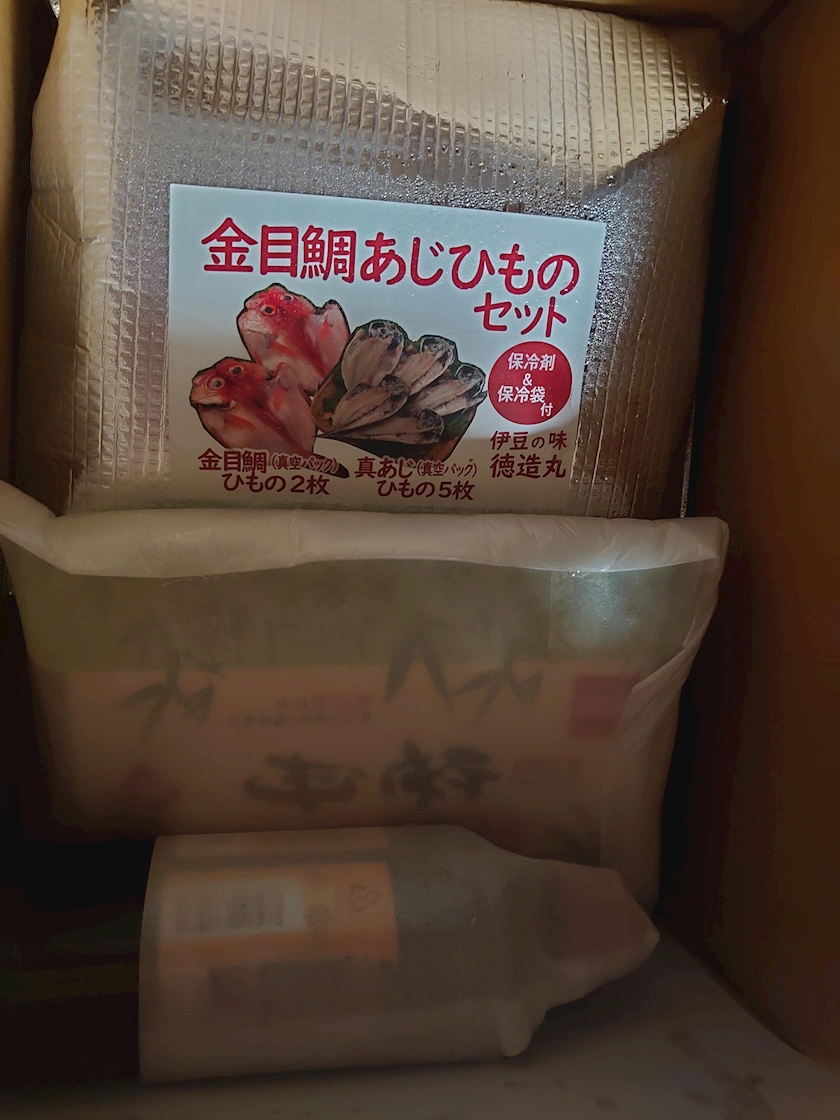 金目鯛あじひもの
セット
保冷剤
&
保冷袋
付
金目鯛(真空パック)
ひもの2枚
真あじ(真空パック)
ひもの5枚
伊豆の味
徳造丸